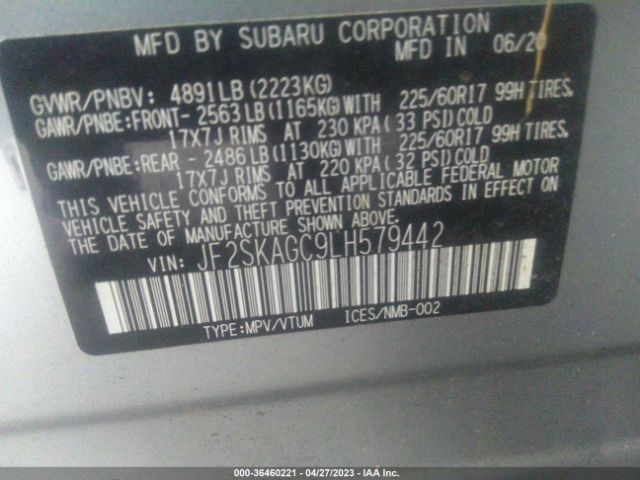 MFD BY SUBARU CORPORATION
MFD IN 06/20
GVWR/PNBV: 4891LB(2223KG)
GAWR/PNBE:FRONT- 2563LB(1165KG)WITH 225/60R17 99H TIRES,
17X7J RIMS AT 230 KPA(33 PSI)COLD
GAWR/PNBE:REAR - 2486LB(1130KG)WITH 225/60R17 99H TIRES,
17X7J RIMS AT 220 KPA(32 PSI)COLD
THIS VEHICLE CONFORMS TO ALL APPLICABLE FEDERAL MOTOR
VEHICLE SAFETY AND THEFT PREVENTION STANDARDS IN EFFECT ON
THE DATE OF MANUFACTURE SHOWN ABOVE.
VIN: JF2SKAGC9LH579442
TYPE:MPV/VTUM ICES/NMB-002
000-36460221 - 04/27/2023 - IAA Inc.